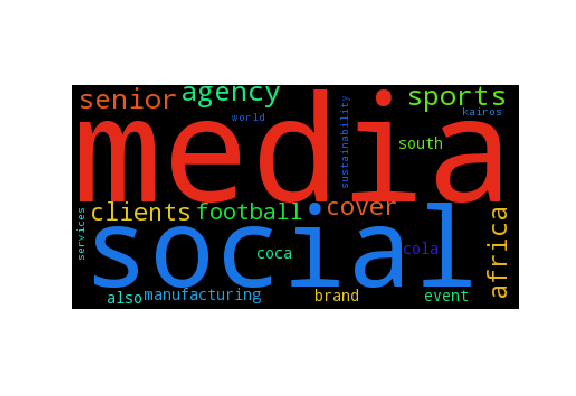 senior
agency
sports
world
kairos
media
sustainability
south
services
clients
football
cover
africa
social
coca
cola
also
manufacturing
brand
event